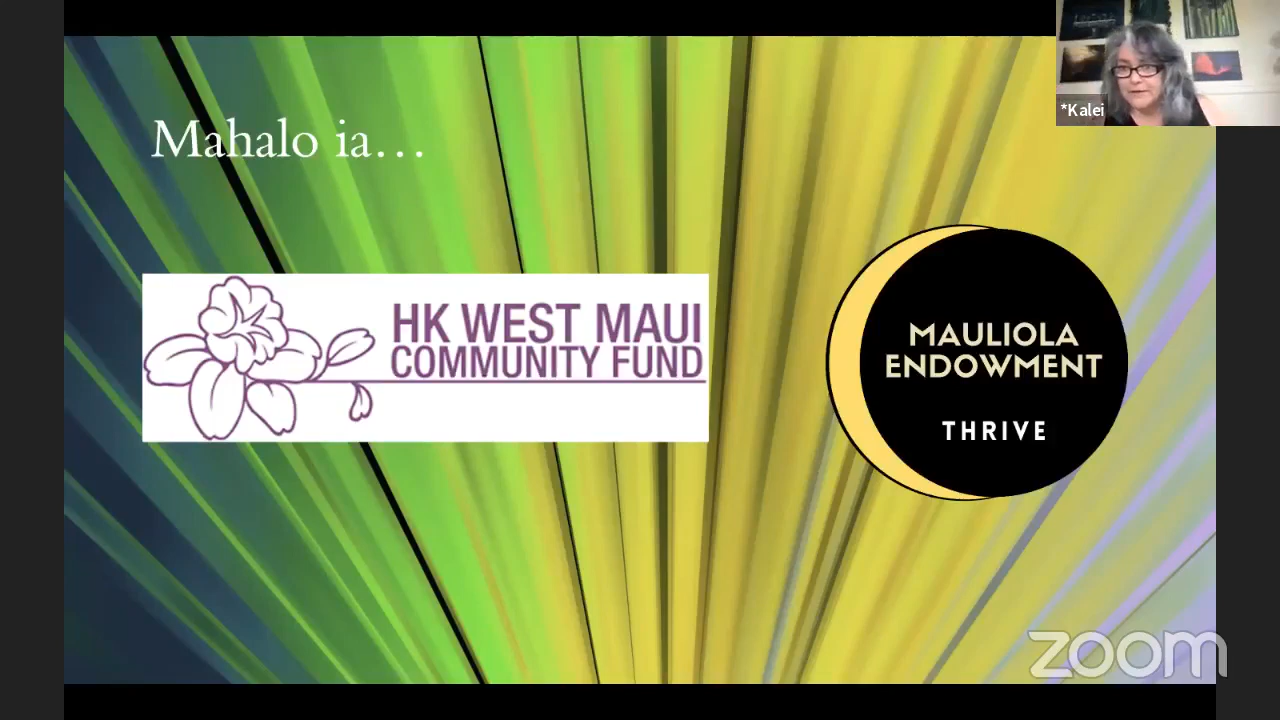 Mahalo ia...
*Kalei
HK WEST MAUI
COMMUNITY FUND
MAULIOLA
ENDOWMENT
THRIVE
zoom